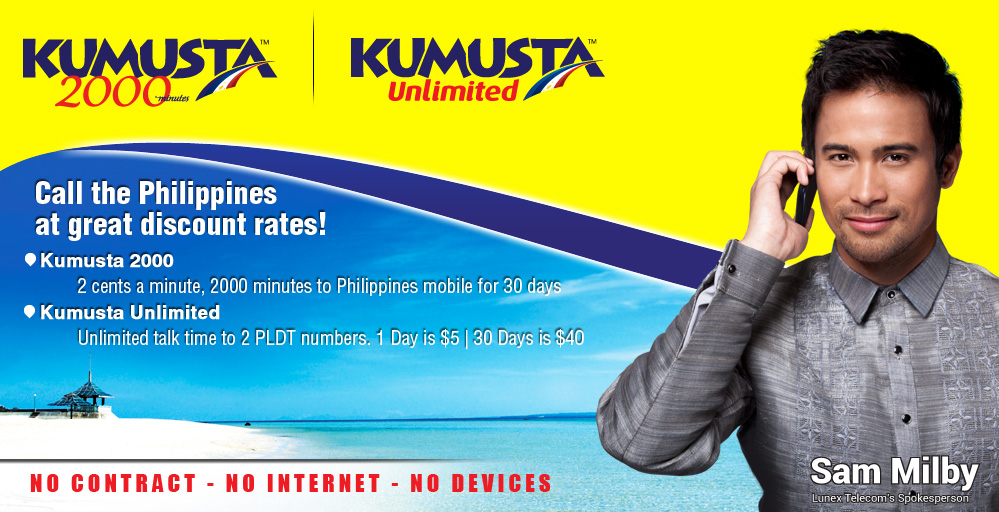 KUMUSTA™
2000 minutes
KUMUSTA™
Unlimited
Call the Philippines
at great discount rates!
Kumusta 2000
2 cents a minute, 2000 minutes to Philippines mobile for 30 days
Kumusta Unlimited
Unlimited talk time to 2 PLDT numbers. 1 Day is $5 | 30 Days is $40
NO CONTRACT - NO INTERNET - NO DEVICES
Sam Milby
Lunex Telecom's Spokesperson